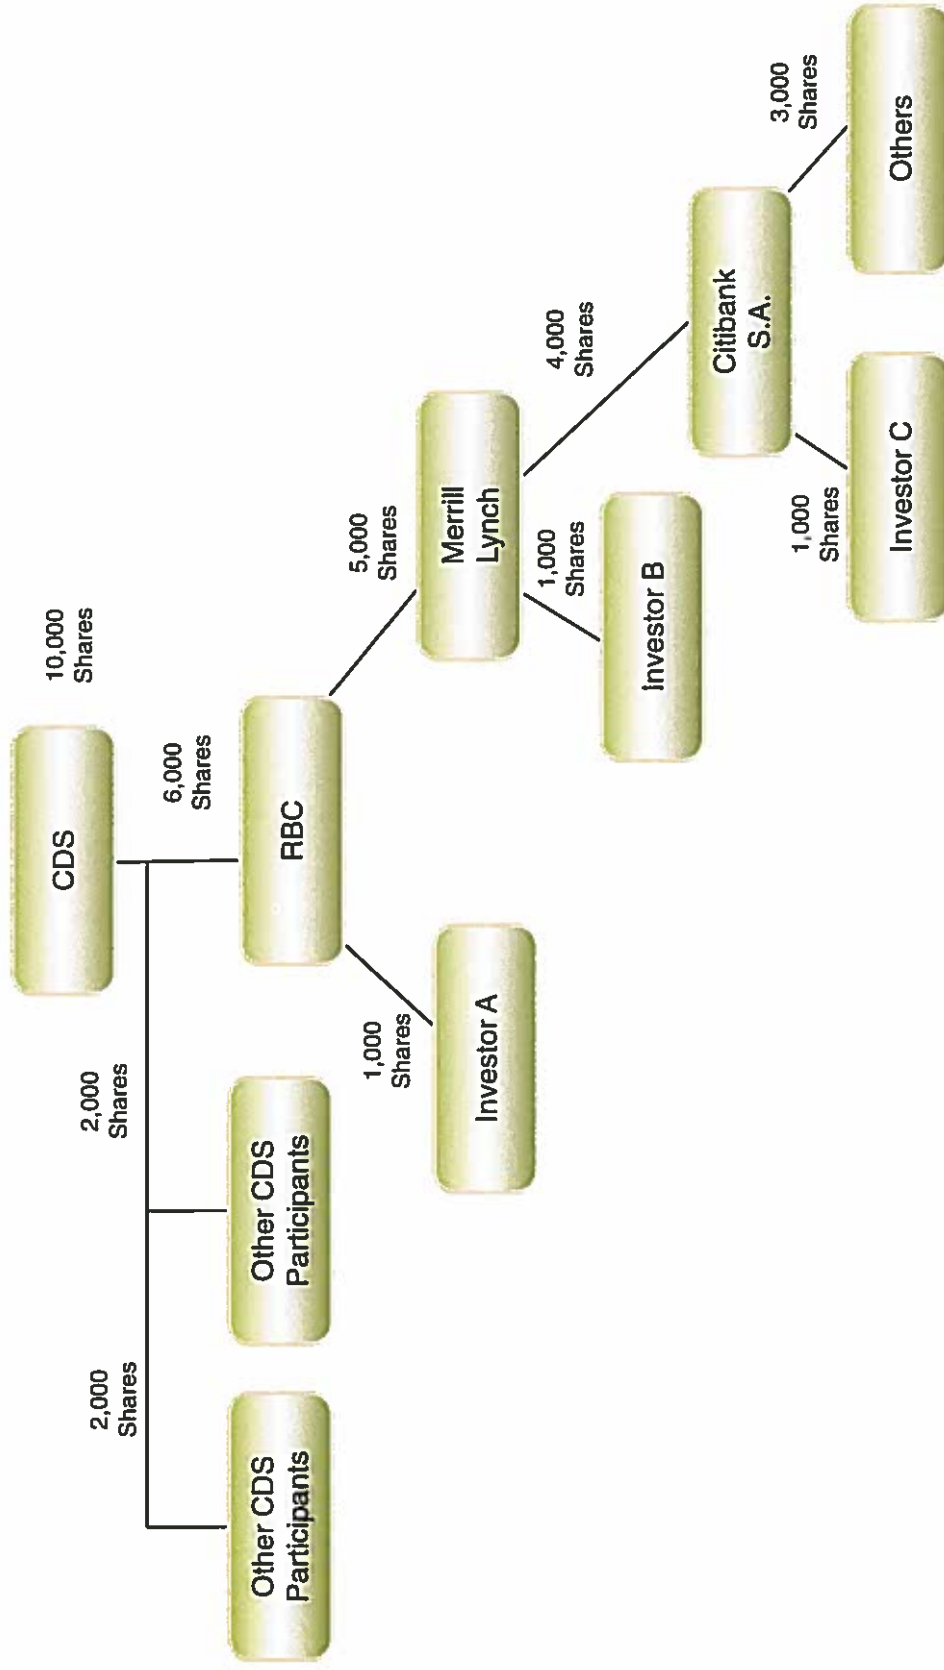 CDS
10,000
Shares
2,000
Shares
2,000
Shares
6,000
Shares
Other CDS
Participants
Other CDS
Participants
RBC
1,000
Shares
5,000
Shares
Investor A
Merrill
Lynch
1,000
Shares
4,000
Shares
Investor B
Citibank
S.A.
1,000
Shares
3,000
Shares
Investor C
Others